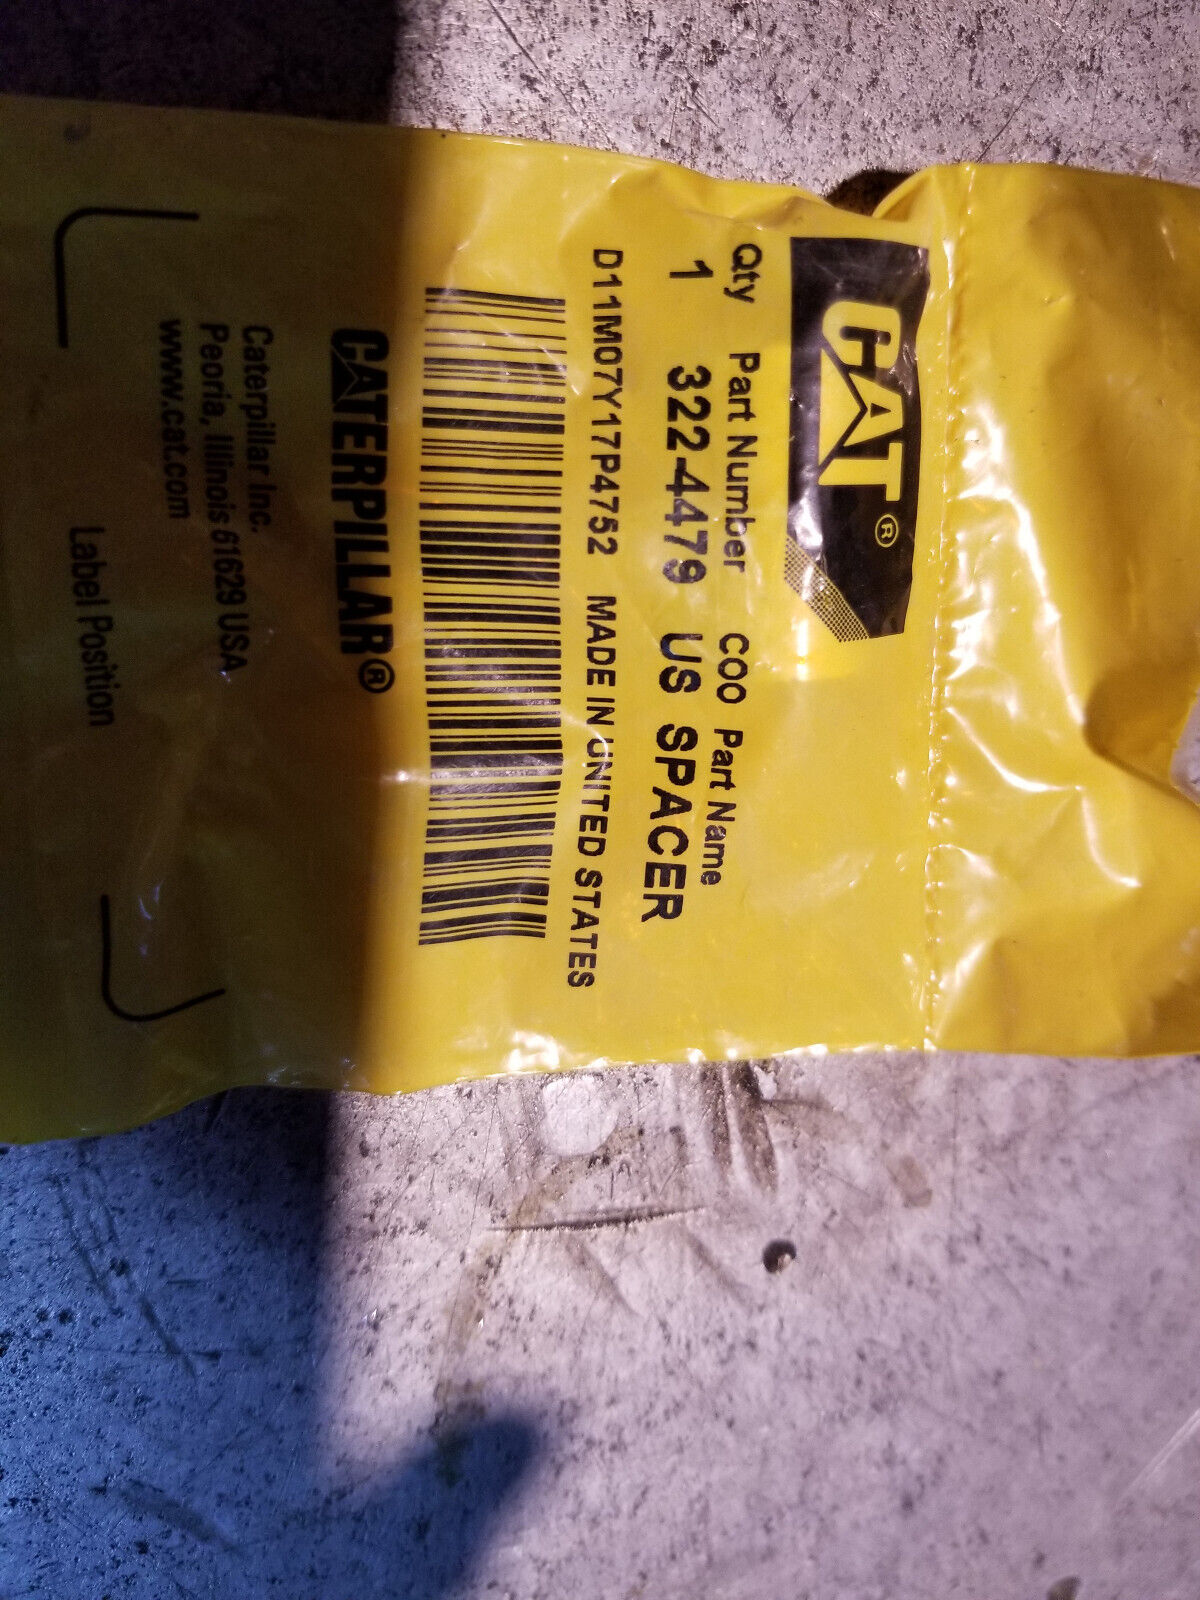 CAT®
Qty Part Number COO Part Name
1 322-4479 US SPACER
D11M07Y17P4752 MADE IN UNITED STATES
CATERPILLAR®
Caterpillar Inc.
Peoria, Illinois 61629 USA
www.cat.com
Label Position